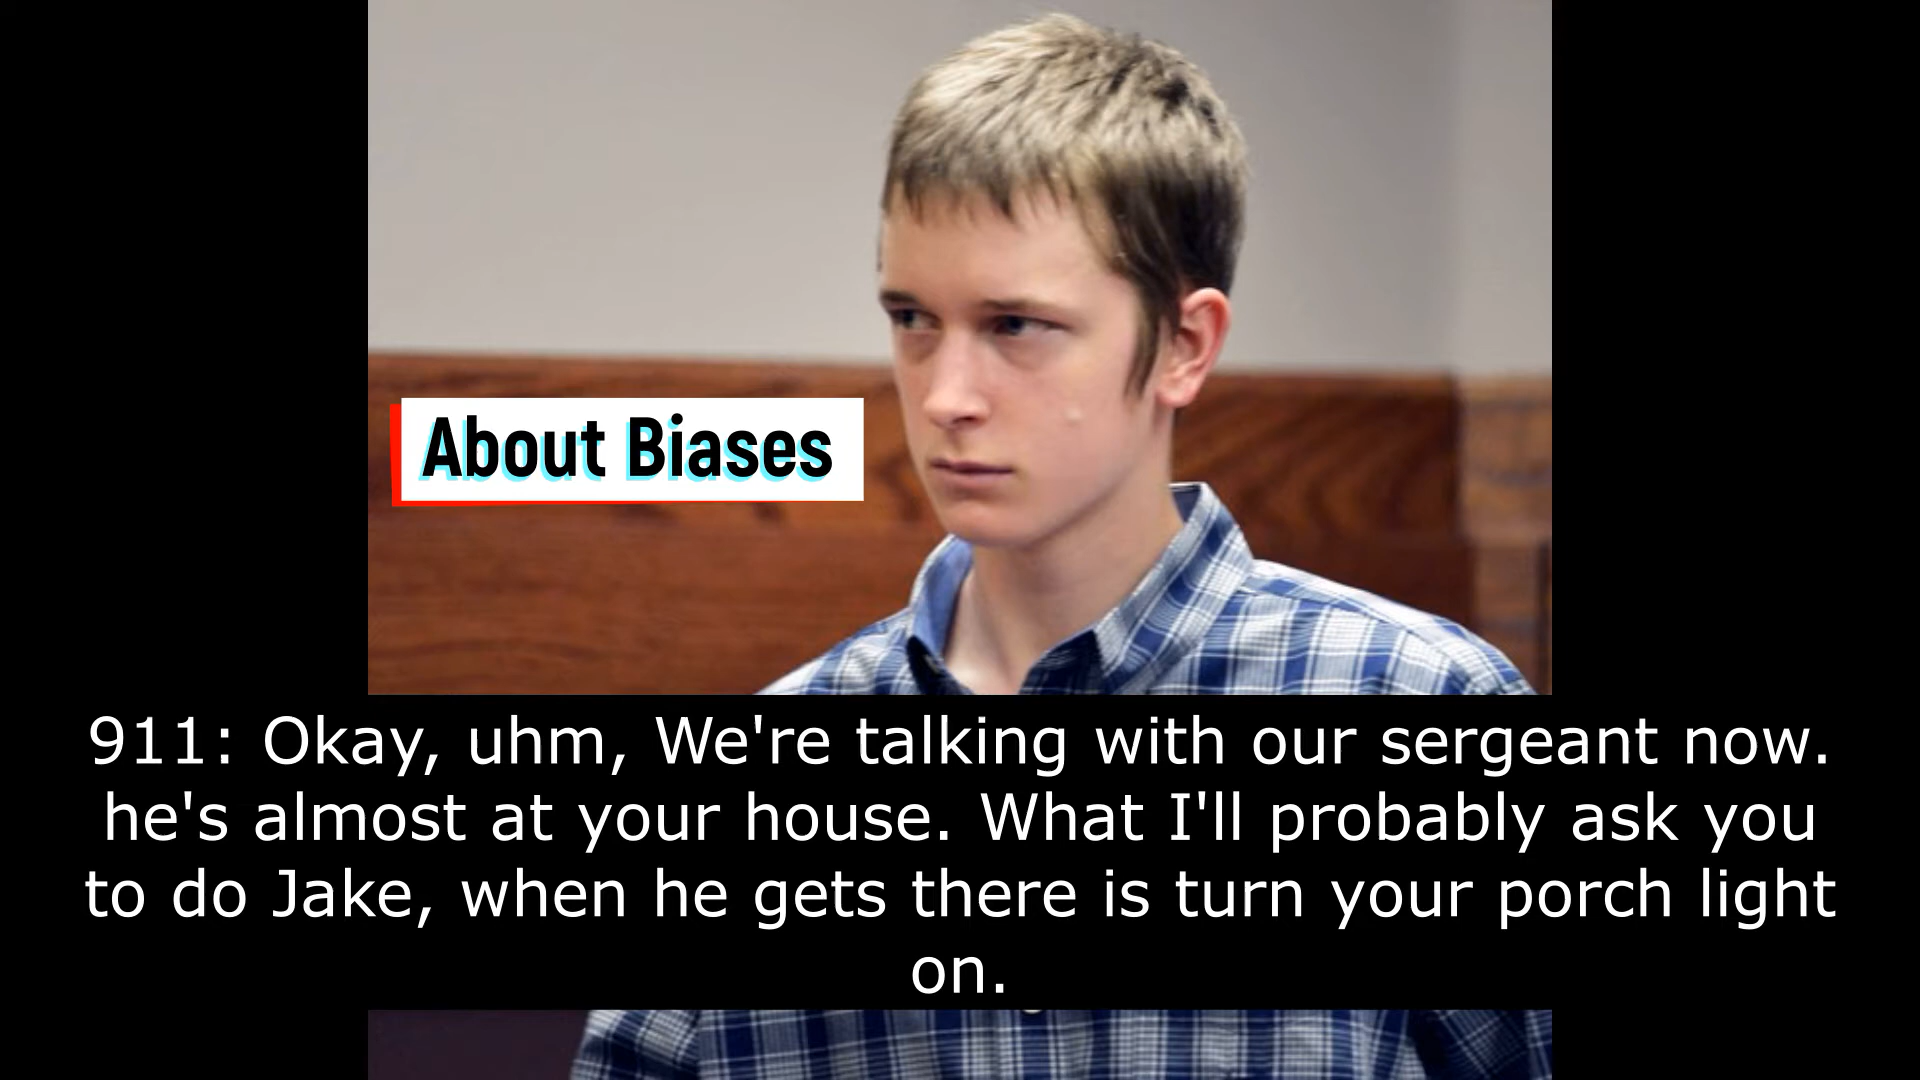 About Biases
911: Okay, uhm, We're talking with our sergeant now.
he's almost at your house. What I'll probably ask you
to do Jake, when he gets there is turn your porch light
on.